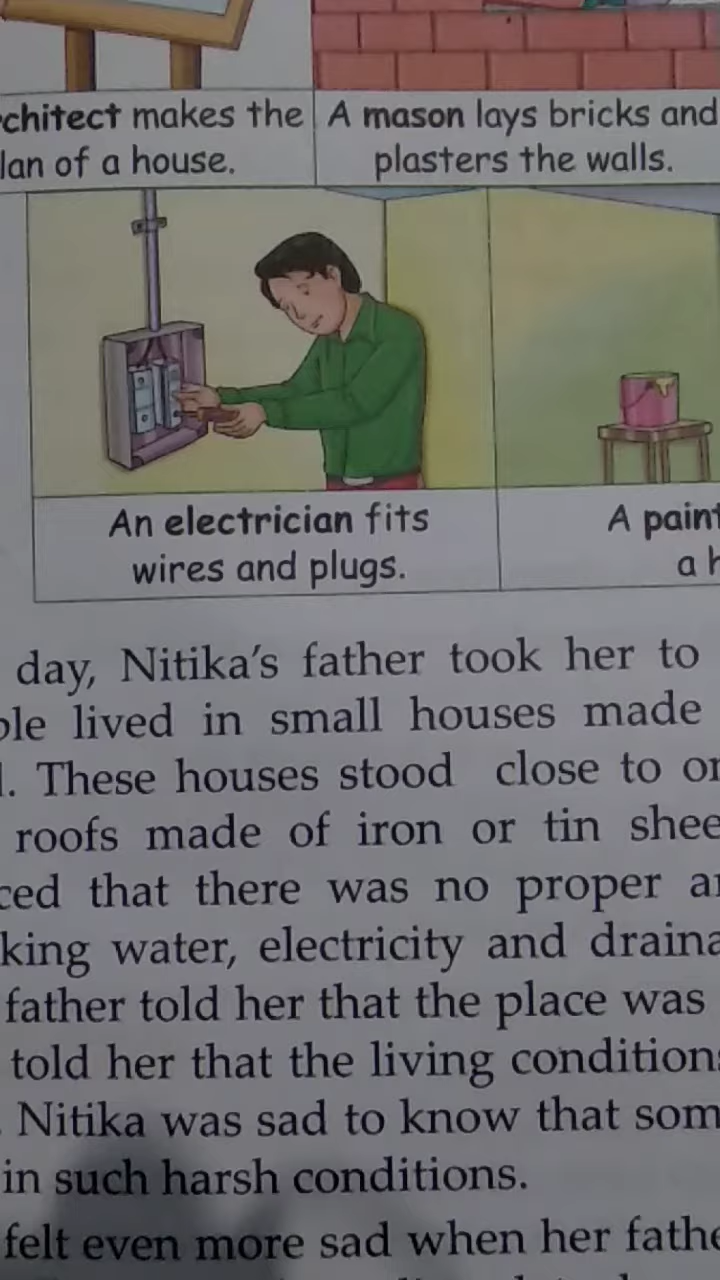 chitect makes the
lan of a house.
A mason lays bricks and
plasters the walls.
An electrician fits
wires and plugs.
A paint
a h
day, Nitika's father took her to
ple lived in small houses made
. These houses stood close to or
roofs made of iron or tin shee
ced that there was no proper ar
king water, electricity and draina
father told her that the place was
told her that the living conditions
. Nitika was sad to know that som
in such harsh conditions.
felt even more sad when her fathe